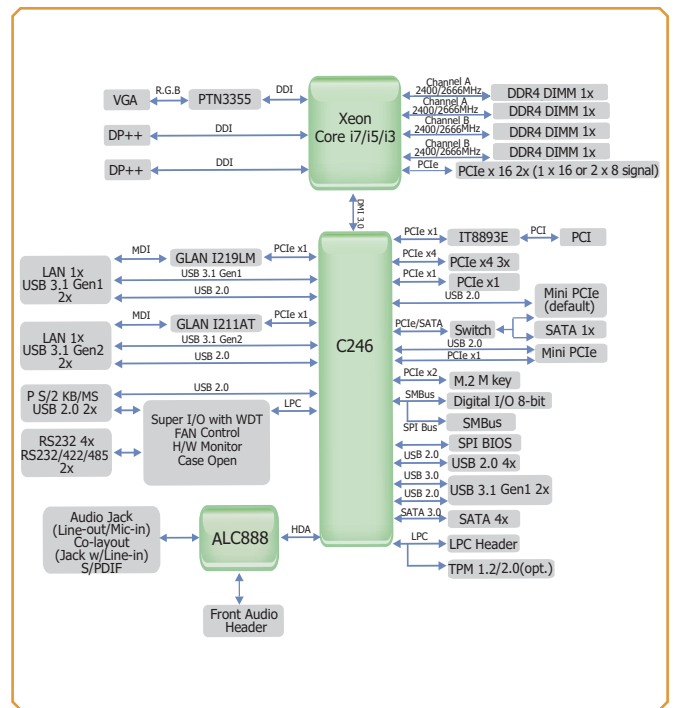 VGA
R.G.B
PTN3355
DDI
DP++
DDI
DP++
DDI
Xeon
Core i7/i5/i3
Channel A
2400/2666MHz
DDR4 DIMM 1x
Channel A
2400/2666MHz
DDR4 DIMM 1x
Channel B
2400/2666MHz
DDR4 DIMM 1x
Channel B
2400/2666MHz
DDR4 DIMM 1x
PCIe
PCIe x 16 2x (1 x 16 or 2 x 8 signal)
DMI 3.0
LAN 1x
USB 3.1 Gen1
2x
MDI
GLAN I219LM
PCIe x1
USB 3.1 Gen1
USB 2.0
LAN 1x
USB 3.1 Gen2
2x
MDI
GLAN I211AT
PCIe x1
USB 3.1 Gen2
USB 2.0
P S/2 KB/MS
USB 2.0 2x
USB 2.0
RS232 4x
RS232/422/485
2x
Super I/O with WDT
FAN Control
H/W Monitor
Case Open
LPC
Audio Jack
(Line-out/Mic-in)
Co-layout
(Jack w/Line-in)
S/PDIF
ALC888
HDA
Front Audio
Header
C246
PCIe x1
IT8893E
PCI
PCI
PCIe x4
PCIe x4 3x
PCIe x1
PCIe x1
USB 2.0
Mini PCIe
(default)
PCIe/SATA
Switch
SATA 1x
USB 2.0
PCIe x1
Mini PCIe
PCIe x2
M.2 M key
SMBus
Digital I/O 8-bit
SMBus
SPI Bus
SPI BIOS
USB 2.0
USB 2.0 4x
USB 3.0
USB 2.0
USB 3.1 Gen1 2x
SATA 3.0
SATA 4x
LPC
LPC Header
TPM 1.2/2.0(opt.)